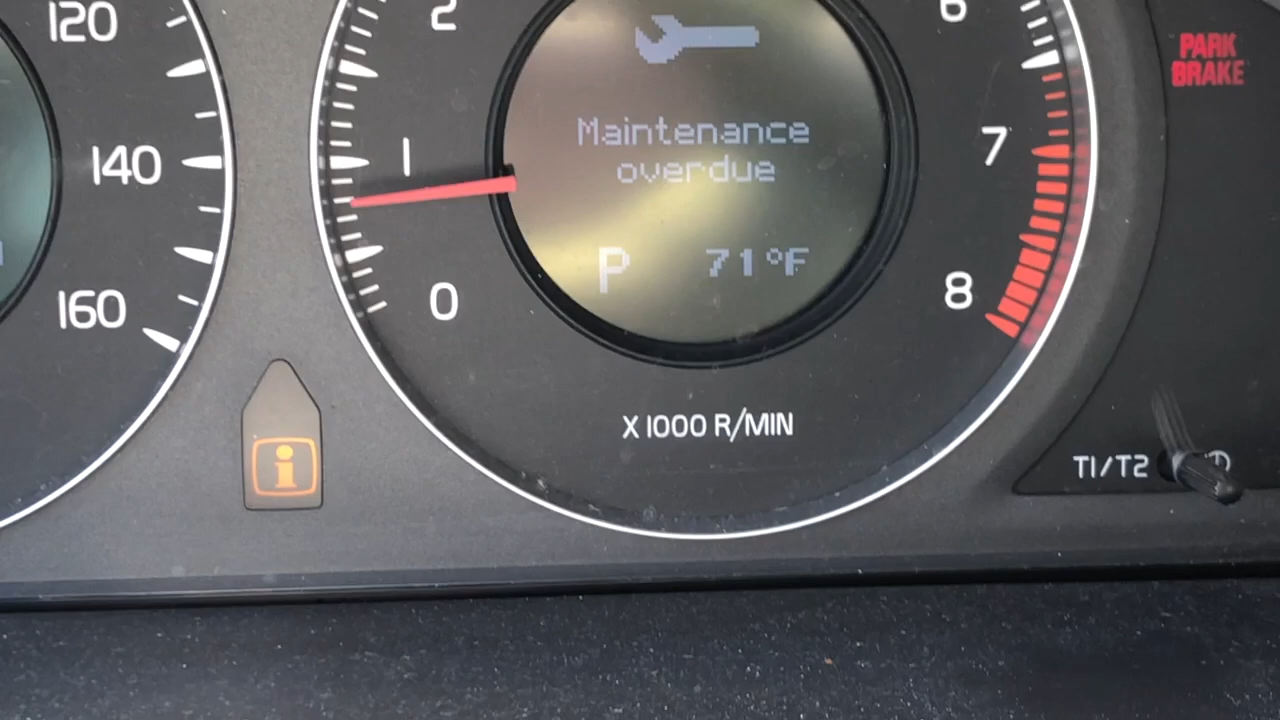 120
140
160
2
1
0
Maintenance
overdue
P 71°F
6
7
8
X 1000 R/MIN
PARK
BRAKE
T1/T2
i